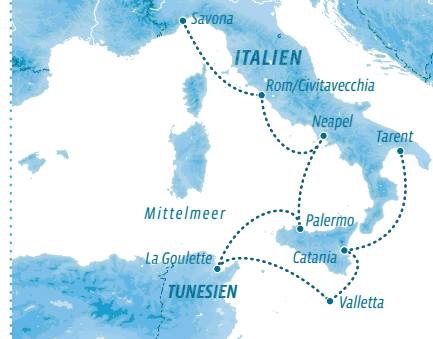 Savona
ITALIEN
Rom/Civitavecchia
Neapel
Tarent
Mittelmeer
Palermo
La Goulette
Catania
TUNESIEN
Valletta